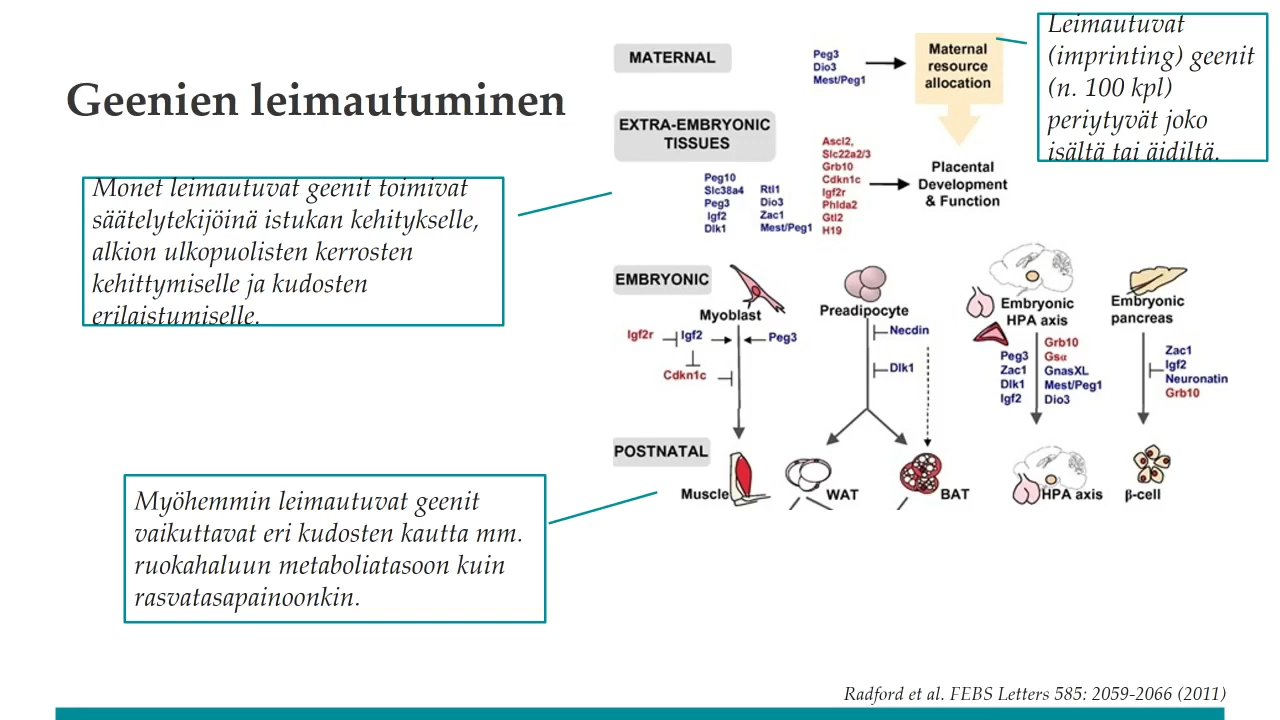 Geenien leimautuminen
Leimautuvat
(imprinting) geenit
(n. 100 kpl)
periytyvät joko
isältä tai äidiltä.
Monet leimautuvat geenit toimivat
säätelytekijöinä istukan kehitykselle,
alkion ulkopuolisten kerrosten
kehittymiselle ja kudosten
erilaistumiselle.
Myöhemmin leimautuvat geenit
vaikuttavat eri kudosten kautta mm.
ruokahaluun metaboliatasoon kuin
rasvatasapainoonkin.
MATERNAL
Peg3
Dio3
Mest/Peg1
Maternal
resource
allocation
EXTRA-EMBRYONIC
TISSUES
Peg10
Slc38a4
Peg3
Igf2
Dlk1
Rtl1
Dio3
Zac1
Mest/Peg1
Ascl2,
Slc22a2/3
Grb10
Cdkn1c
Igf2r
Phlda2
Gtl2
H19
Placental
Development
& Function
EMBRYONIC
Myoblast
Igf2r
Igf2
Peg3
Cdkn1c
Preadipocyte
Necdin
Dlk1
Embryonic
HPA axis
Peg3
Zac1
Dlk1
Igf2
Grb10
Gsα
GnasXL
Mest/Peg1
Dio3
Embryonic
pancreas
Zac1
Igf2
Neuronatin
Grb10
POSTNATAL
Muscle
WAT
BAT
HPA axis
β-cell
Radford et al. FEBS Letters 585: 2059-2066 (2011)